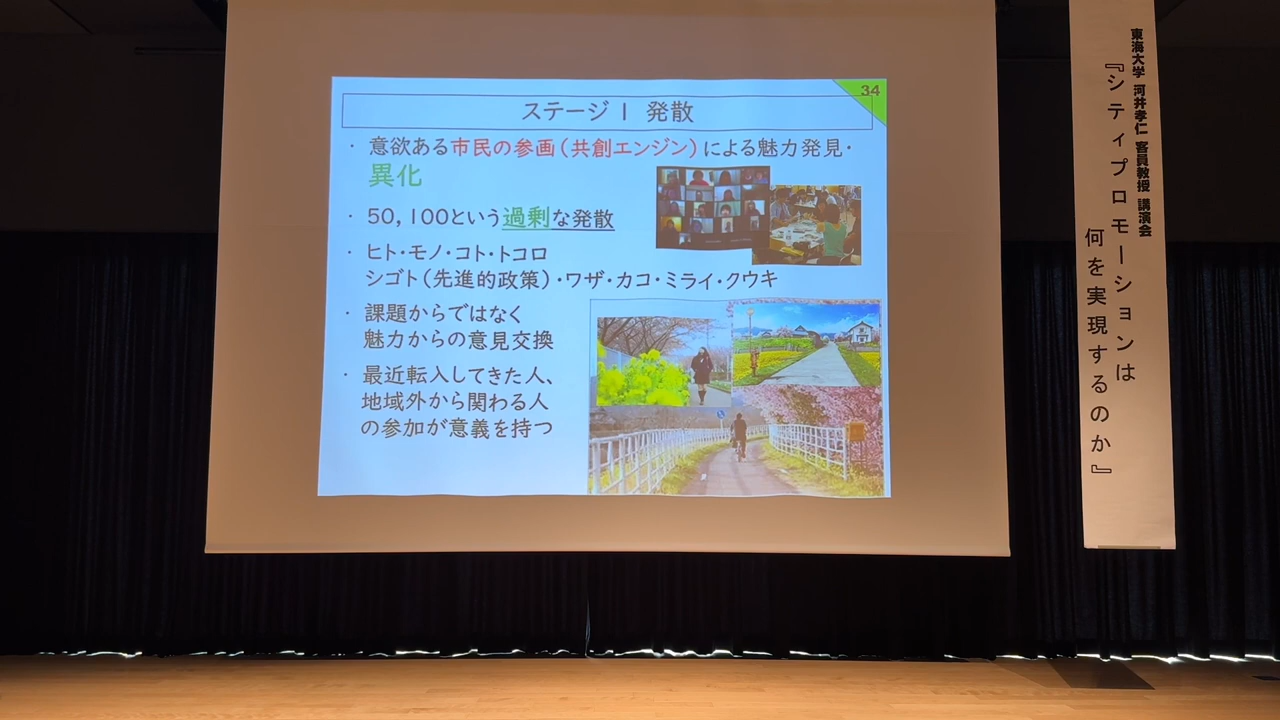 34
ステージ1 発散
・意欲ある市民の参画(共創エンジン)による魅力発見・
異化
・50,100という過剰な発散
・ヒト・モノ・コト・トコロ
シゴト(先進的政策)・ワザ・カコ・ミライ・クウキ
・課題からではなく
魅力からの意見交換
・最近転入してきた人、
地域外から関わる人
の参加が意義を持つ
東海大学 河井孝仁 客員教授 講演会
『シティプロモーションは
何を実現するのか』